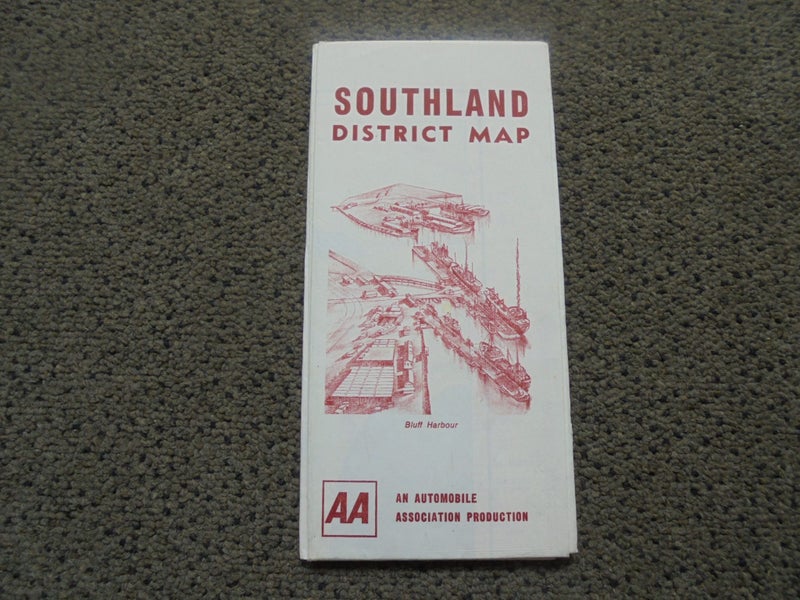 SOUTHLAND
DISTRICT MAP
Bluff Harbour
AA
AN AUTOMOBILE
ASSOCIATION PRODUCTION